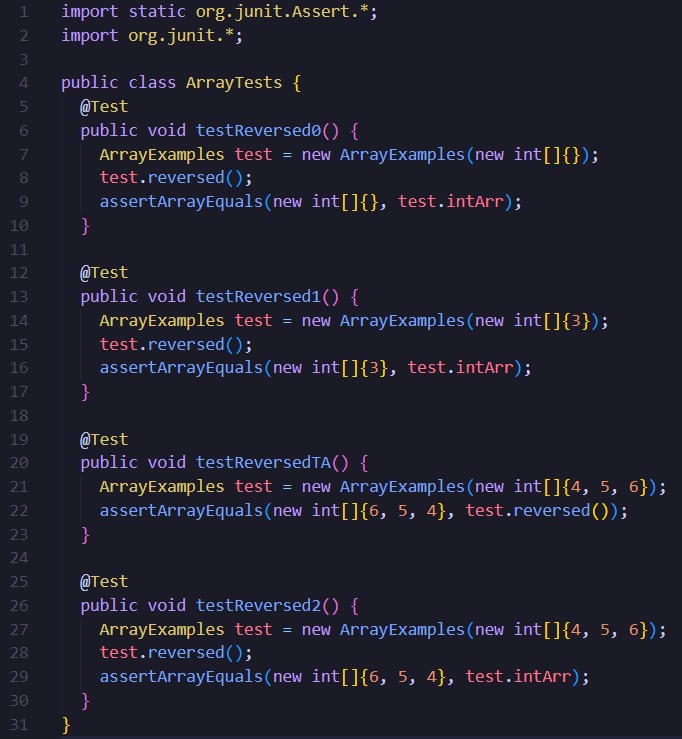 1 import static org.junit.Assert.*;
2 import org.junit.*;
3
4 public class ArrayTests {
5   @Test
6   public void testReversed0() {
7     ArrayExamples test = new ArrayExamples(new int[]{});
8     test.reversed();
9     assertArrayEquals(new int[]{}, test.intArr);
10   }
11
12   @Test
13   public void testReversed1() {
14     ArrayExamples test = new ArrayExamples(new int[]{3});
15     test.reversed();
16     assertArrayEquals(new int[]{3}, test.intArr);
17   }
18
19   @Test
20   public void testReversedTA() {
21     ArrayExamples test = new ArrayExamples(new int[]{4, 5, 6});
22     assertArrayEquals(new int[]{6, 5, 4}, test.reversed());
23   }
24
25   @Test
26   public void testReversed2() {
27     ArrayExamples test = new ArrayExamples(new int[]{4, 5, 6});
28     test.reversed();
29     assertArrayEquals(new int[]{6, 5, 4}, test.intArr);
30   }
31 }